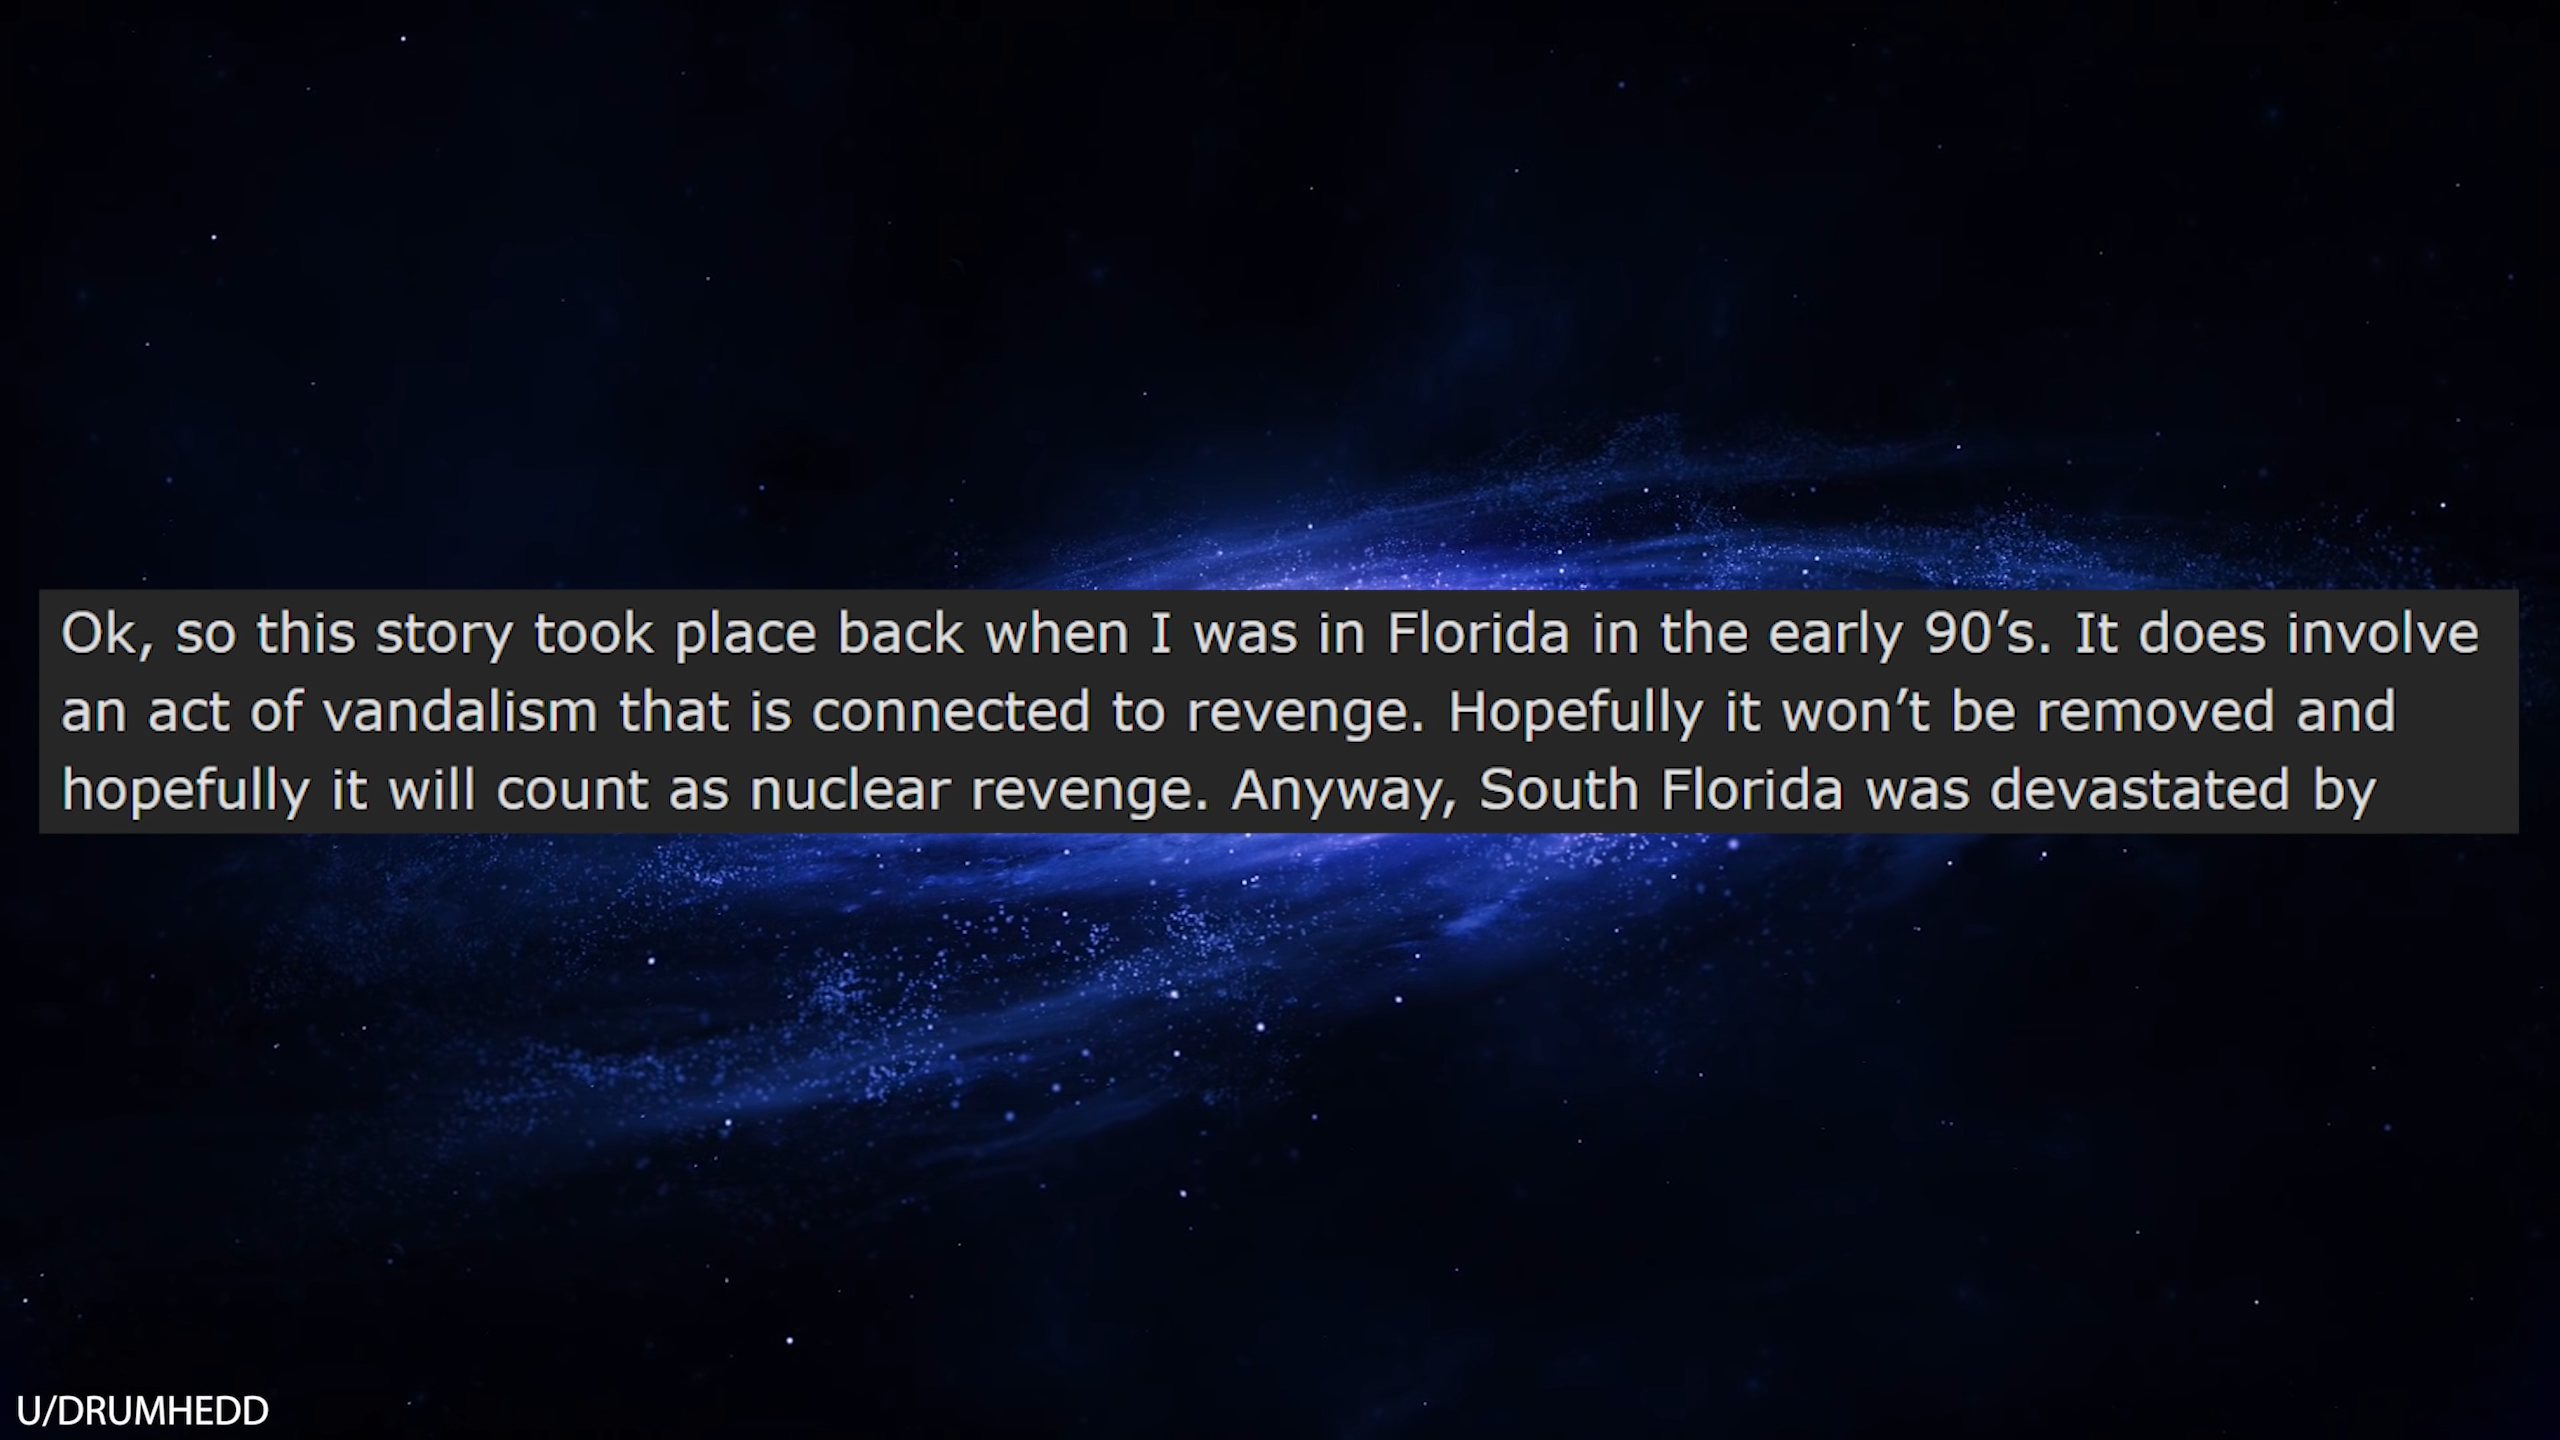 Ok, so this story took place back when I was in Florida in the early 90’s. It does involve
an act of vandalism that is connected to revenge. Hopefully it won’t be removed and
hopefully it will count as nuclear revenge. Anyway, South Florida was devastated by
U/DRUMHEDD